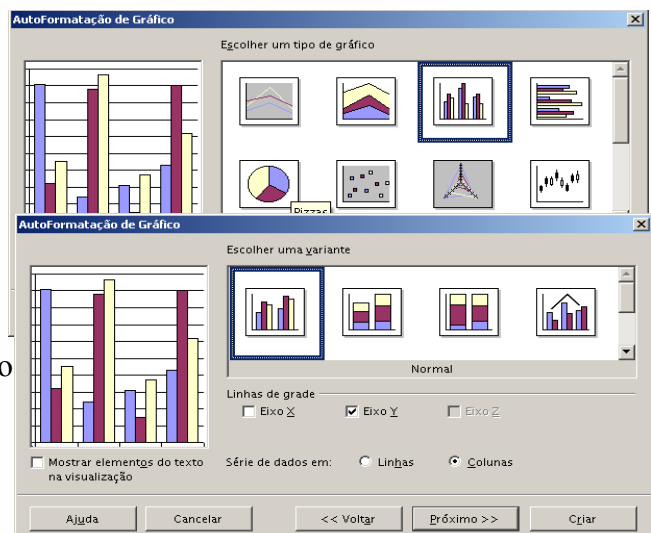 AutoFormatação de Gráfico
Escolher um tipo de gráfico
Pizzas
AutoFormatação de Gráfico
Escolher uma variante
Normal
o
Linhas de grade
Eixo X
Eixo Y
Eixo Z
Mostrar elementos do texto na visualização
Série de dados em:
Linhas
Colunas
Ajuda
Cancelar
<< Voltar
Próximo >>
Criar